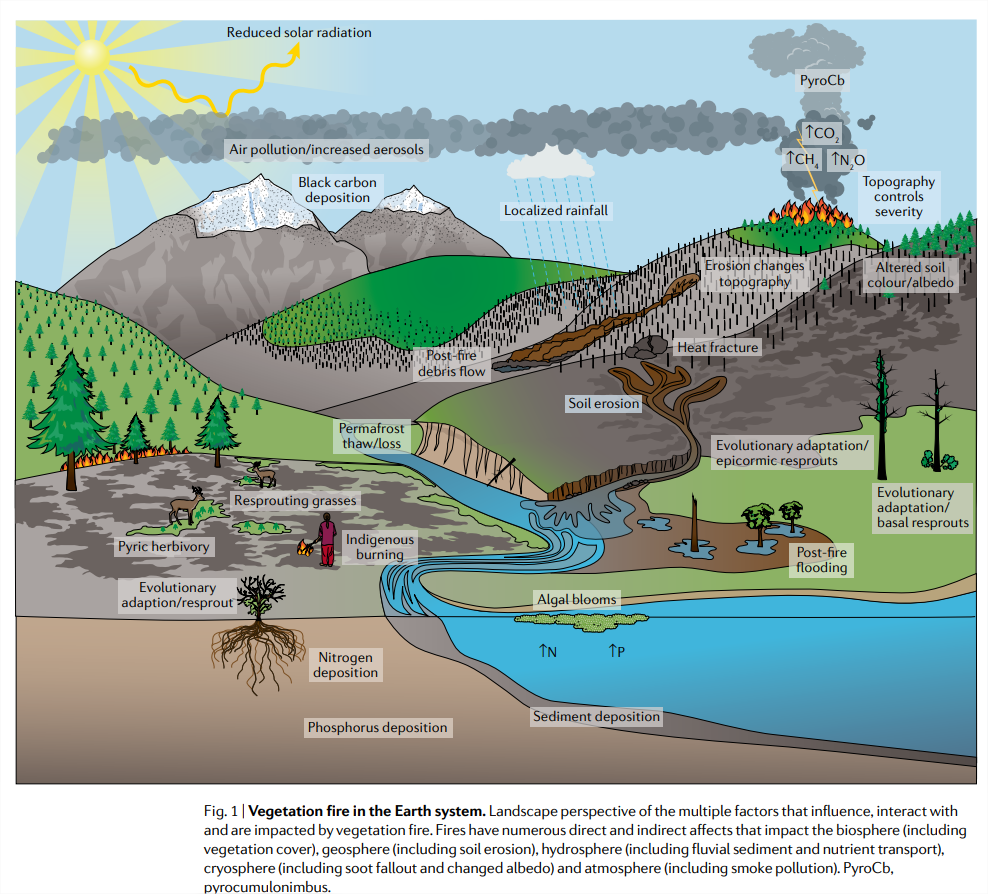 Reduced solar radiation
PyroCb
↑CO2
Air pollution/increased aerosols
↑CH4
↑N2O
Black carbon
deposition
Topography
controls
severity
Localized rainfall
Erosion changes
topography
Altered soil
colour/albedo
Heat fracture
Post-fire
debris flow
Soil erosion
Permafrost
thaw/loss
Evolutionary adaptation/
epicormic resprouts
Resprouting grasses
Evolutionary
adaptation/
basal resprouts
Pyric herbivory
Indigenous
burning
Post-fire
flooding
Evolutionary
adaption/resprout
Algal blooms
↑N
↑P
Nitrogen
deposition
Sediment deposition
Phosphorus deposition
Fig. 1 | Vegetation fire in the Earth system. Landscape perspective of the multiple factors that influence, interact with
and are impacted by vegetation fire. Fires have numerous direct and indirect affects that impact the biosphere (including
vegetation cover), geosphere (including soil erosion), hydrosphere (including fluvial sediment and nutrient transport),
cryosphere (including soot fallout and changed albedo) and atmosphere (including smoke pollution). PyroCb,
pyrocumulonimbus.